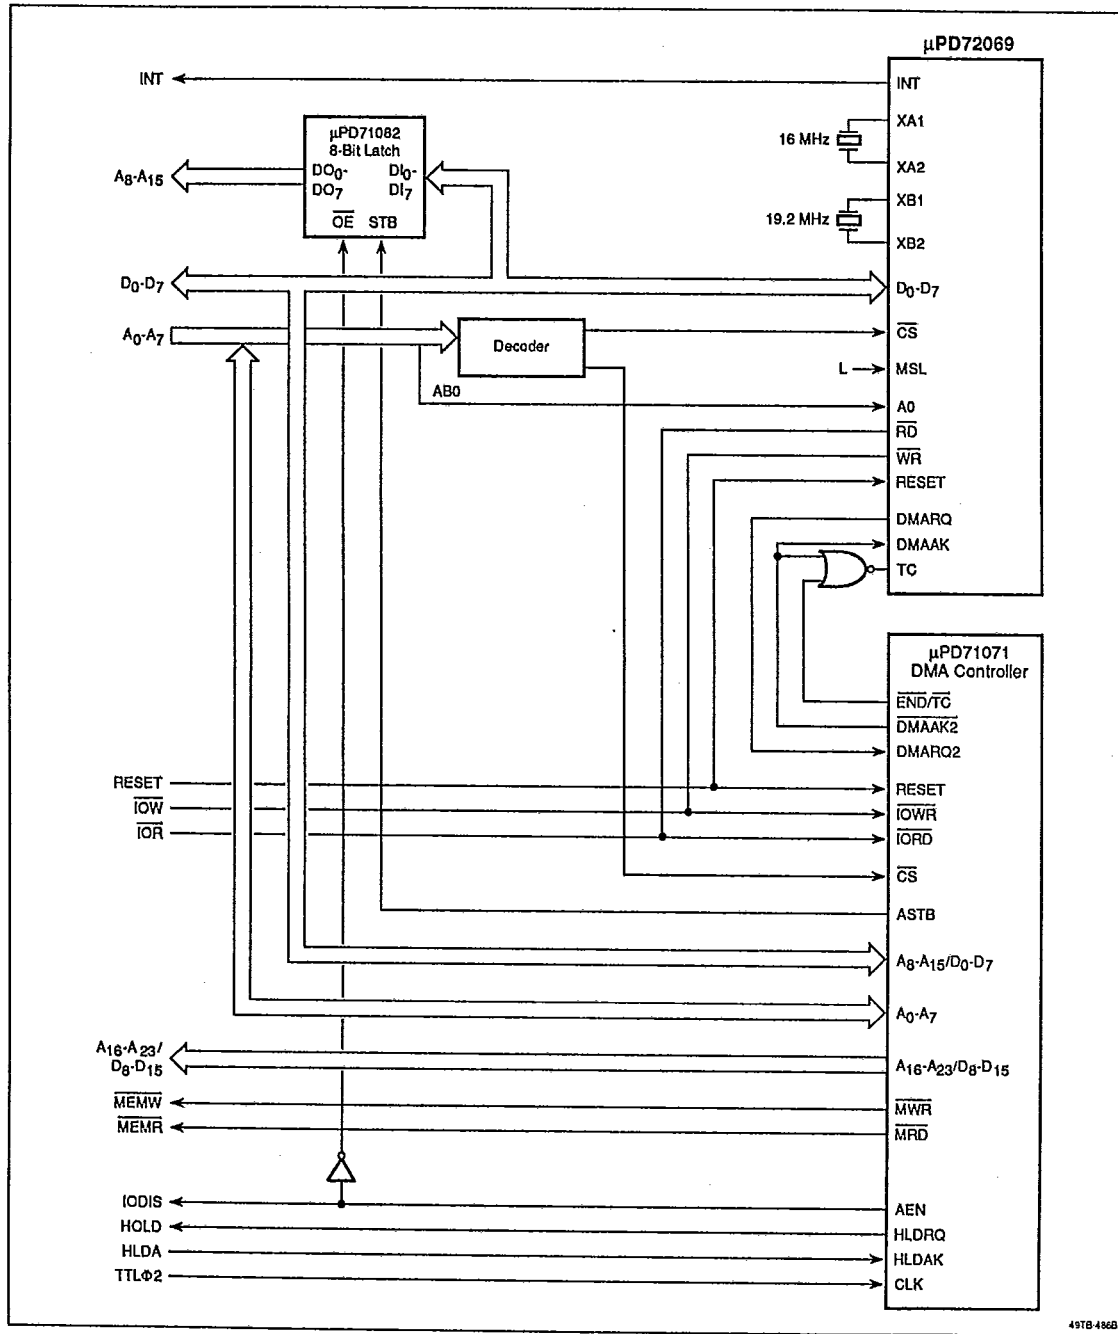 μPD72069
INT
INT
μPD71082
8-Bit Latch
DO0-
DO7
DI0-
DI7
OE STB
A8-A15
XA1
16 MHz
XA2
XB1
19.2 MHz
XB2
D0-D7
D0-D7
A0-A7
Decoder
CS
L
MSL
AB0
A0
RD
WR
RESET
DMARQ
DMAAK
TC
μPD71071
DMA Controller
END/TC
DMAAK2
DMARQ2
RESET
RESET
IOW
IOWR
IOR
IORD
CS
ASTB
A8-A15/D0-D7
A0-A7
A16-A23/
D8-D15
A16-A23/D8-D15
MEMW
MWR
MEMR
MRD
IODIS
AEN
HOLD
HLDRQ
HLDA
HLDAK
TTLΦ2
CLK
49TB-486B